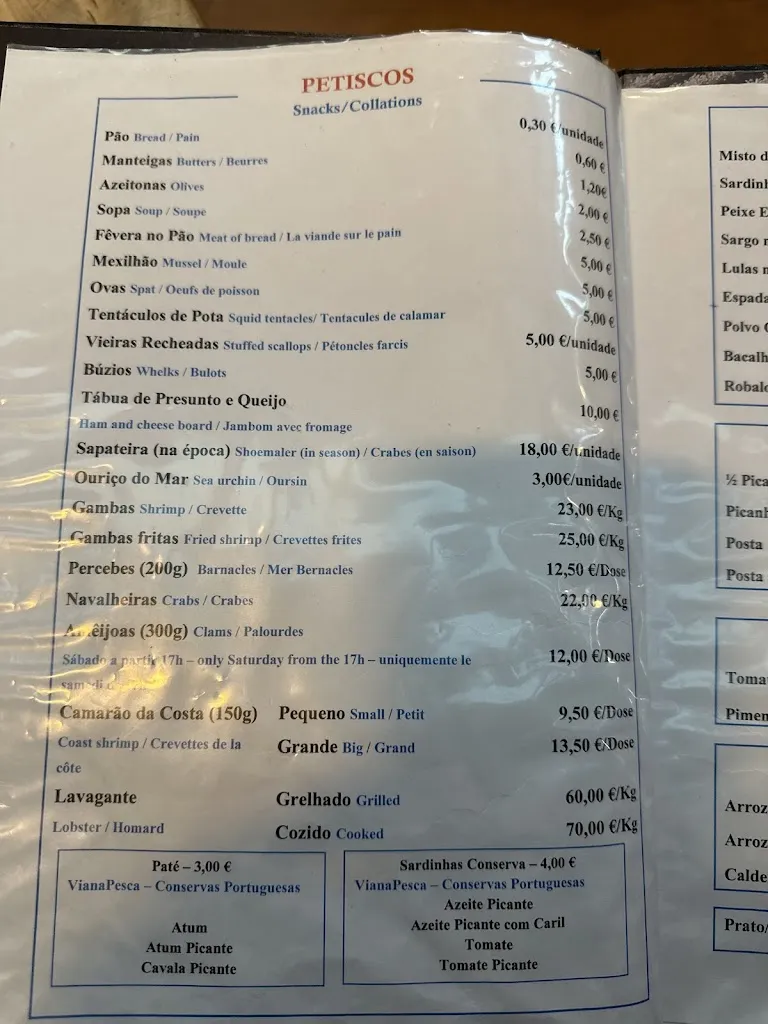 PETISCOS
Snacks/Collations
Pão Bread / Pain 0,30 €/unidade
Manteigas Butters / Beurres 0,60 €
Azeitonas Olives 1,20€
Sopa Soup / Soupe 2,00 €
Fêvera no Pão Meat of bread / La viande sur le pain 2,50 €
Mexilhão Mussel / Moule 5,00 €
Ovas Spat / Oeufs de poisson 5,00 €
Tentáculos de Pota Squid tentacles/ Tentacules de calamar 5,00 €
Vieiras Recheadas Stuffed scallops / Pétoncles farcis 5,00 €/unidade
Búzios Whelks / Bulots 5,00 €
Tábua de Presunto e Queijo 10,00 €
Ham and cheese board / Jambom avec fromage
Sapateira (na época) Shoemaler (in season) / Crabes (en saison) 18,00 €/unidade
Ouriço do Mar Sea urchin / Oursin 3,00€/unidade
Gambas Shrimp / Crevette 23,00 €/Kg
Gambas fritas Fried shrimp / Crevettes frites 25,00 €/Kg
Percebes (200g) Barnacles / Mer Bernacles 12,50 €/Dose
Navalheiras Crabs / Crabes 22,00 €/Kg
Amêijoas (300g) Clams / Palourdes
Sábado a partir 17h – only Saturday from the 17h – uniquemente le 12,00 €/Dose
samedi
Camarão da Costa (150g) Pequeno Small / Petit 9,50 €/Dose
Coast shrimp / Crevettes de la Grande Big / Grand 13,50 €/Dose
côte
Lavagante Grelhado Grilled 60,00 €/Kg
Lobster / Homard Cozido Cooked 70,00 €/Kg
Paté – 3,00 €
VianaPesca – Conservas Portuguesas
Atum
Atum Picante
Cavala Picante
Sardinhas Conserva – 4,00 €
VianaPesca – Conservas Portuguesas
Azeite Picante
Azeite Picante com Caril
Tomate
Tomate Picante
Misto d
Sardinh
Peixe E
Sargo
Lulas
Espada
Polvo
Bacalh
Robalo
½ Pica
Picanh
Posta
Posta
Toma
Pimen
Arroz
Arroz
Calde
Prato/